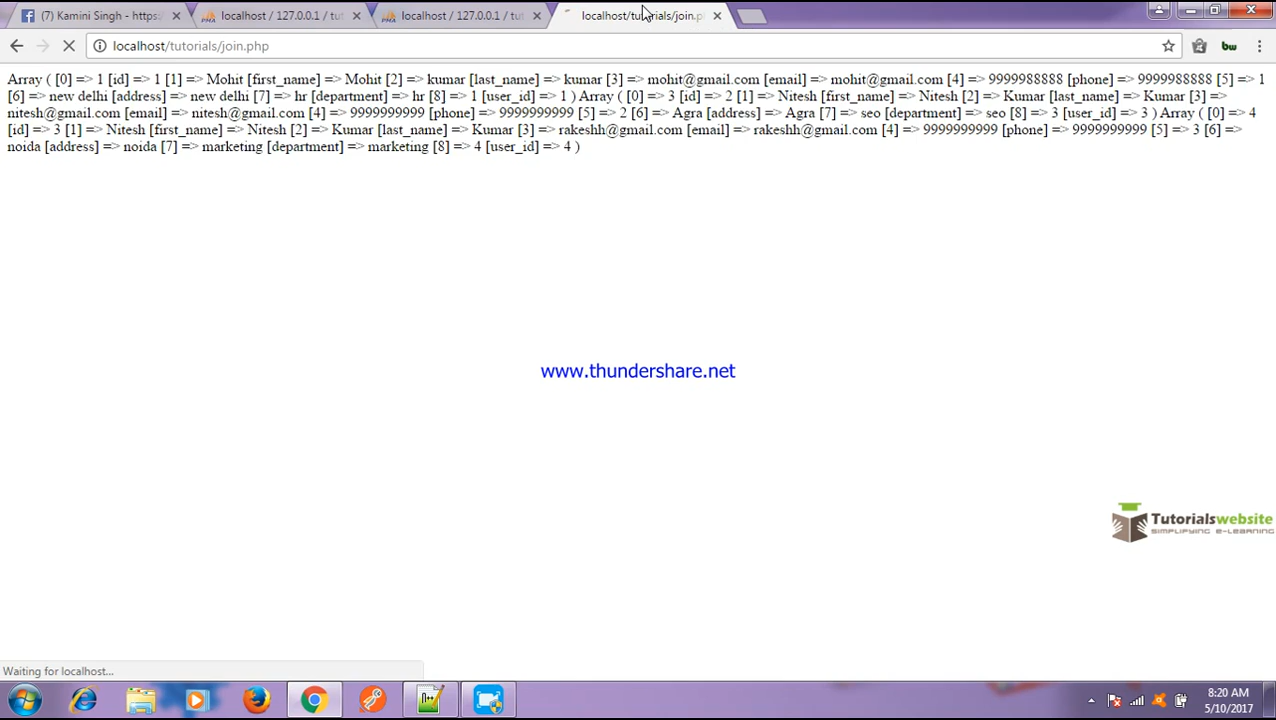 (7) Kamini Singh - https:/
localhost / 127.0.0.1 / tut
localhost / 127.0.0.1 / tut
localhost/tutorials/join.p
localhost/tutorials/join.php
bw
Array ( [0] => 1 [id] => 1 [1] => Mohit [first_name] => Mohit [2] => kumar [last_name] => kumar [3] => mohit@gmail.com [email] => mohit@gmail.com [4] => 9999988888 [phone] => 9999988888 [5] => 1
[6] => new delhi [address] => new delhi [7] => hr [department] => hr [8] => 1 [user_id] => 1 ) Array ( [0] => 3 [id] => 2 [1] => Nitesh [first_name] => Nitesh [2] => Kumar [last_name] => Kumar [3] =>
nitesh@gmail.com [email] => nitesh@gmail.com [4] => 9999999999 [phone] => 9999999999 [5] => 2 [6] => Agra [address] => Agra [7] => seo [department] => seo [8] => 3 [user_id] => 3 ) Array ( [0] => 4
[id] => 3 [1] => Nitesh [first_name] => Nitesh [2] => Kumar [last_name] => Kumar [3] => rakeshh@gmail.com [email] => rakeshh@gmail.com [4] => 9999999999 [phone] => 9999999999 [5] => 3 [6] =>
noida [address] => noida [7] => marketing [department] => marketing [8] => 4 [user_id] => 4 )
www.thundershare.net
Tutorialswebsite
SIMPLIFYING E-LEARNING
Waiting for localhost...
8:20 AM
5/10/2017